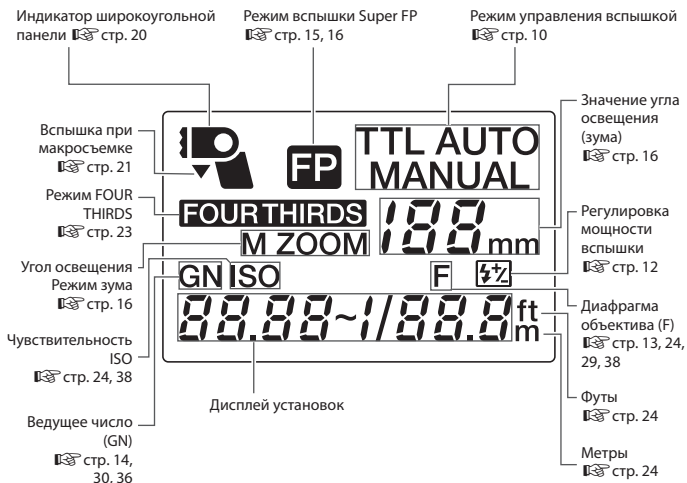 Индикатор широкоугольной
панели ☞ стр. 20
Режим вспышки Super FP
☞ стр. 15, 16
Режим управления вспышкой
☞ стр. 10
Вспышка при
макросъемке
☞ стр. 21
Режим FOUR
THIRDS
☞ стр. 23
Угол освещения
Режим зума
☞ стр. 16
Чувствительность
ISO
☞ стр. 24, 38
Ведущее число
(GN)
☞ стр. 14,
30, 36
FP
TTL AUTO
MANUAL
FOUR THIRDS
188 mm
M ZOOM
GN ISO F
88.88~1/88.8 ft
m
Дисплей установок
Значение угла
освещения
(зума)
☞ стр. 16
Регулировка
мощности
вспышки
☞ стр. 12
Диафрагма
объектива (F)
☞ стр. 13, 24,
29, 38
Футы
☞ стр. 24
Метры
☞ стр. 24